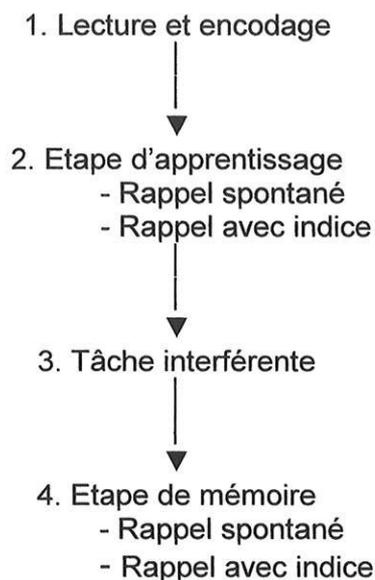 1. Lecture et encodage
2. Etape d'apprentissage
- Rappel spontané
- Rappel avec indice
3. Tâche interférente
4. Etape de mémoire
- Rappel spontané
- Rappel avec indice